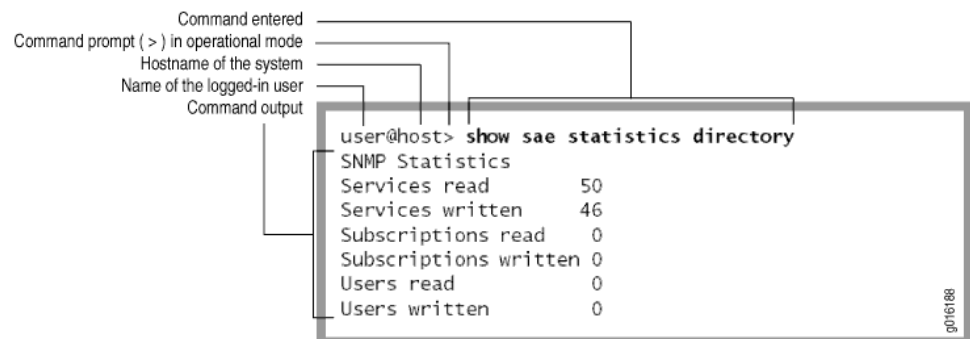 Command entered
Command prompt ( > ) in operational mode
Hostname of the system
Name of the logged-in user
Command output
user@host> show sae statistics directory
SNMP Statistics
Services read 50
Services written 46
Subscriptions read 0
Subscriptions written 0
Users read 0
Users written 0
g016188